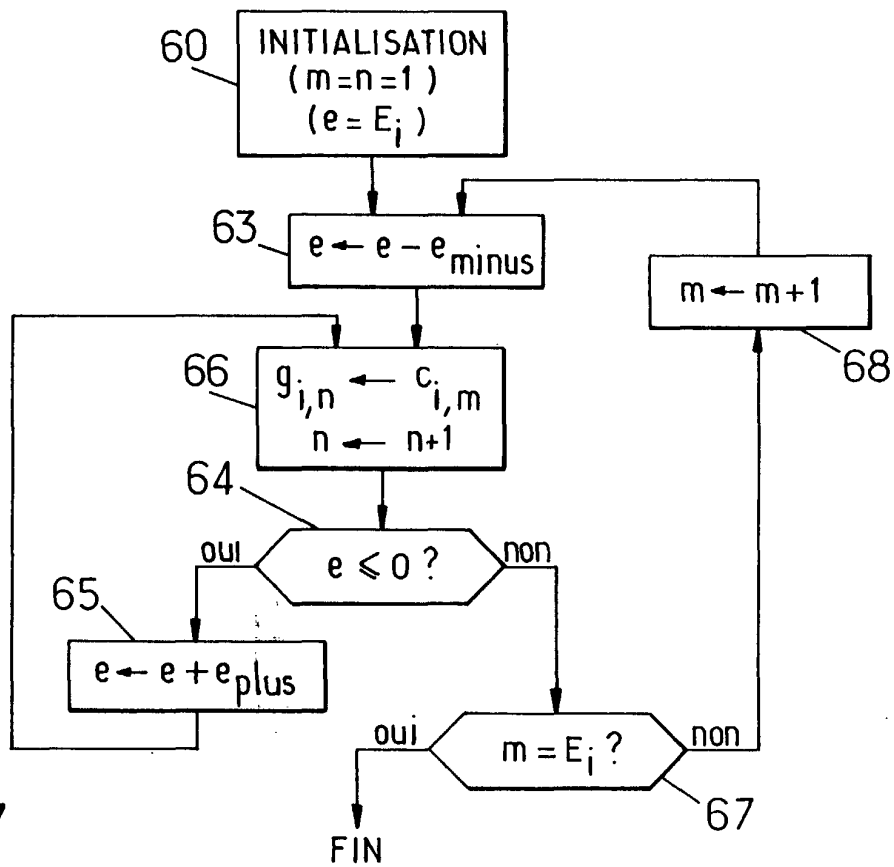 60
INITIALISATION
(m=n=1)
(e=E_i)
63
e ← e − e_minus
m ← m+1
68
66
g_i,n ← c_i,m
n ← n+1
64
oui
e ⩽ 0 ?
non
65
e ← e + e_plus
oui
m = E_i ?
non
67
FIN